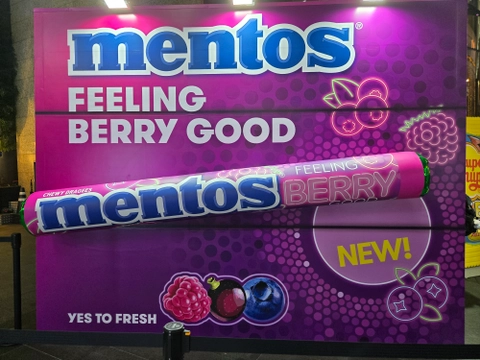 mentos®
FEELING
BERRY GOOD
CHEWY DRAGEES
mentos FEELING
BERRY
NEW!
YES TO FRESH